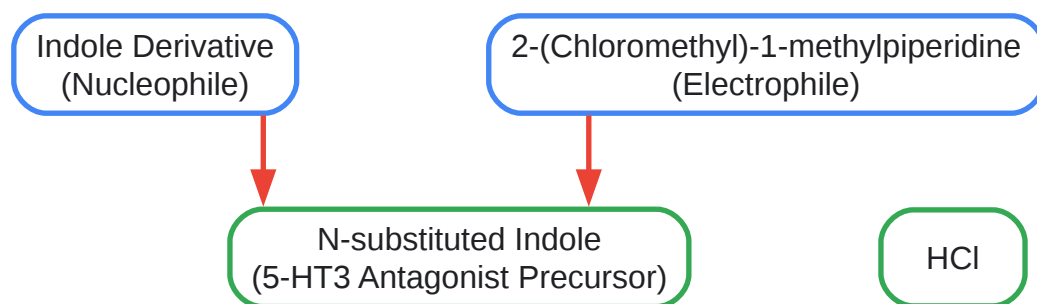 Indole Derivative
(Nucleophile)
2-(Chloromethyl)-1-methylpiperidine
(Electrophile)
N-substituted Indole
(5-HT3 Antagonist Precursor)
HCl